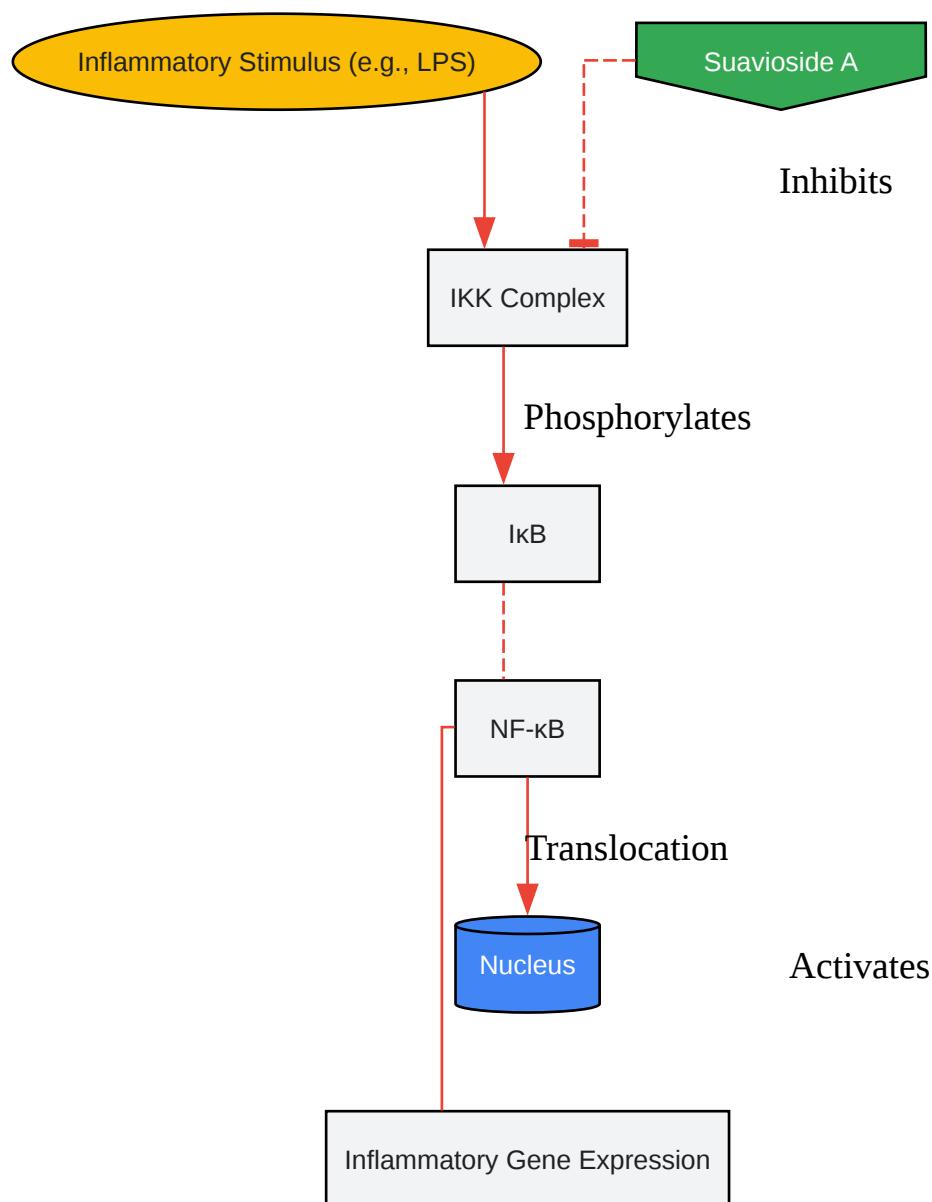 Inflammatory Stimulus (e.g., LPS)
Suavioside A
Inhibits
IKK Complex
Phosphorylates
IκB
NF-κB
Translocation
Nucleus
Activates
Inflammatory Gene Expression